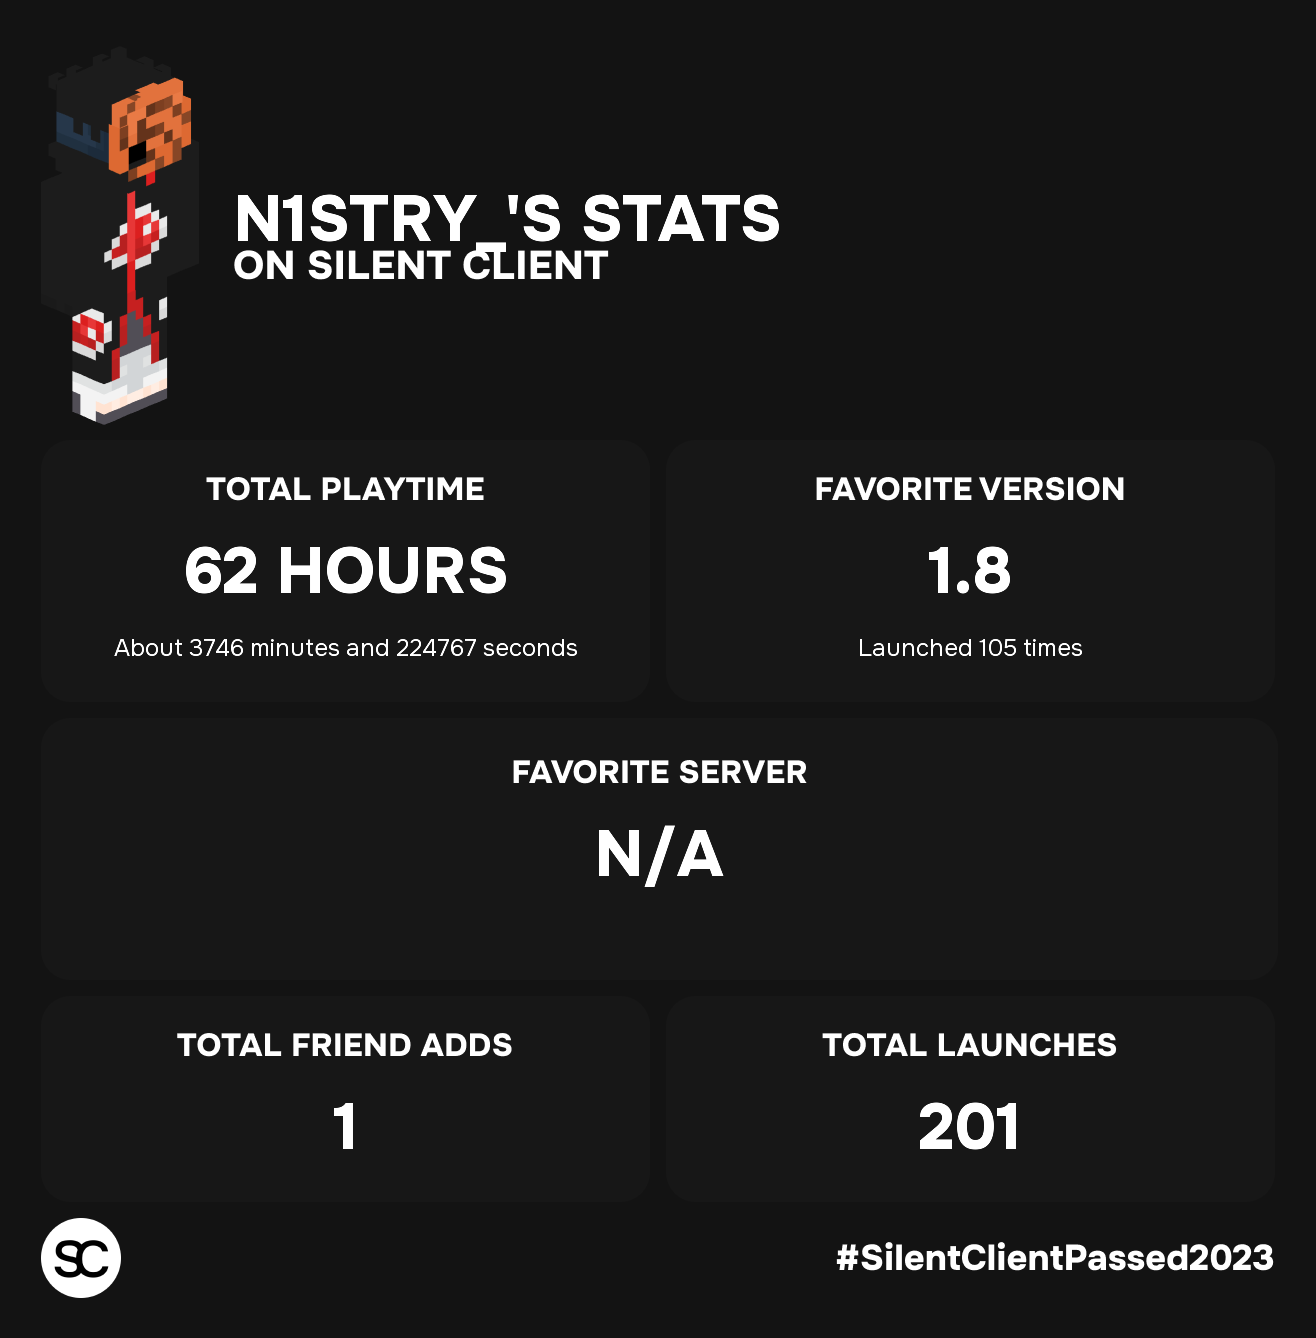 N1STRY_'S STATS
ON SILENT CLIENT
TOTAL PLAYTIME
62 HOURS
About 3746 minutes and 224767 seconds
FAVORITE VERSION
1.8
Launched 105 times
FAVORITE SERVER
N/A
TOTAL FRIEND ADDS
1
TOTAL LAUNCHES
201
SC
#SilentClientPassed2023